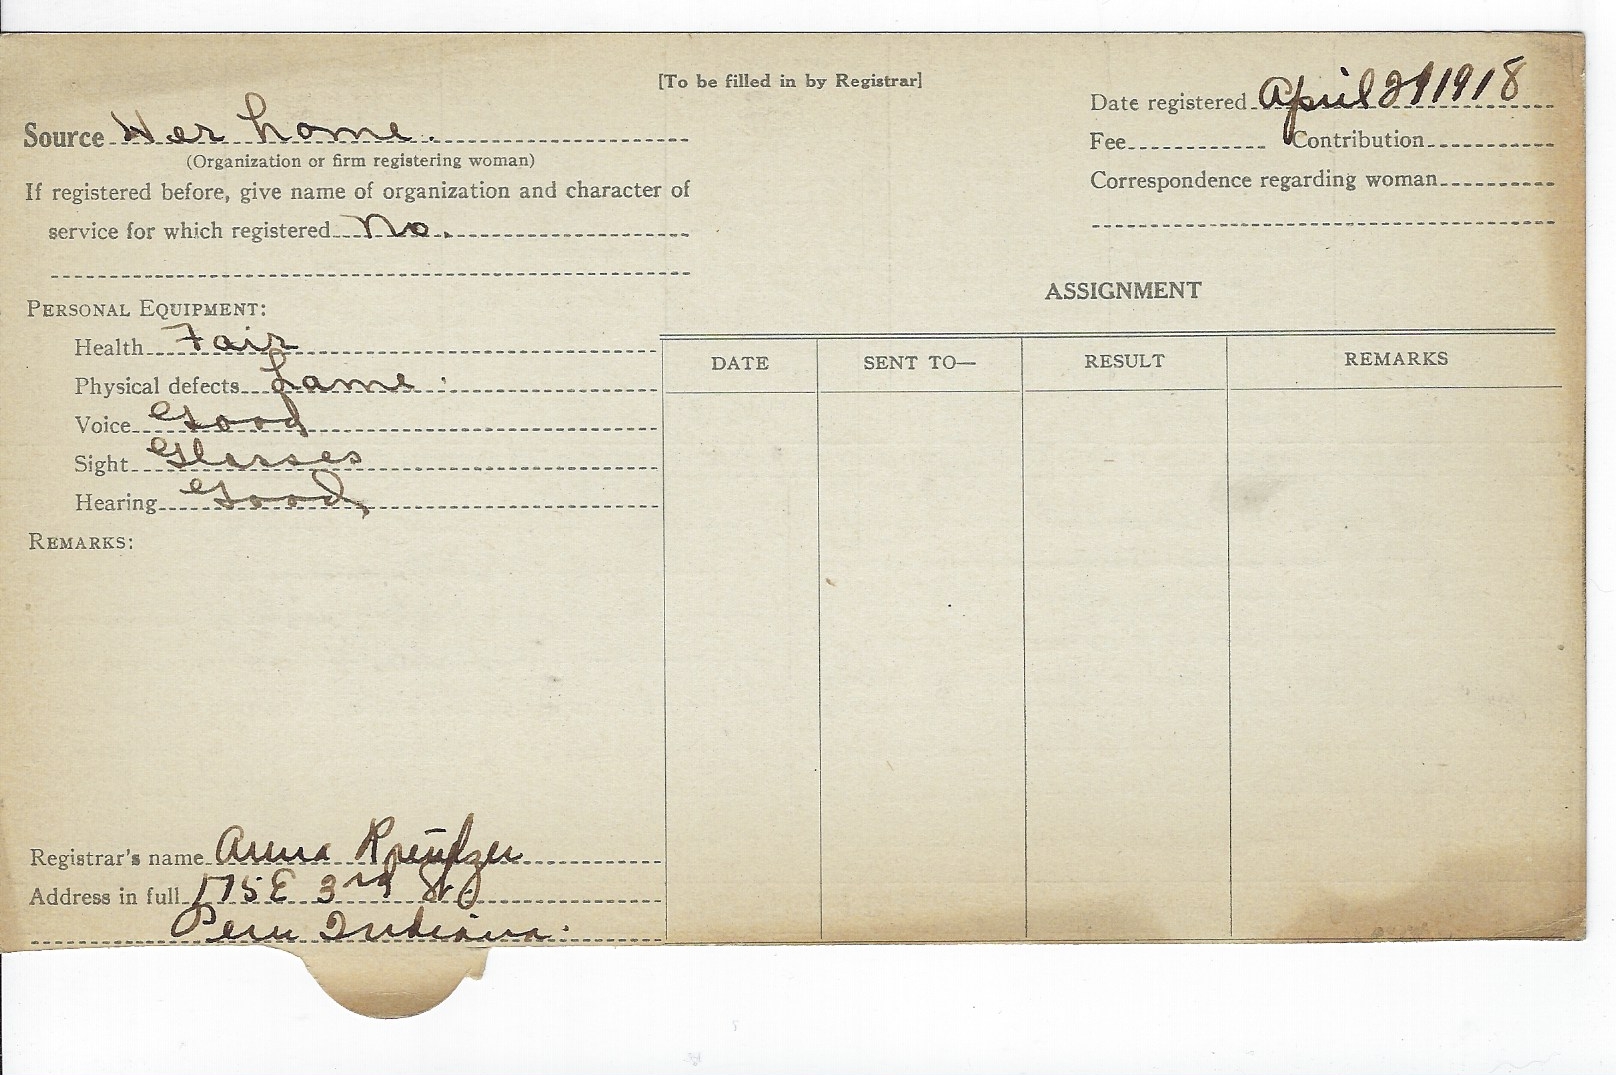 [To be filled in by Registrar]
Date registered April 29 1918
Source Her home.
(Organization or firm registering woman)
Fee Contribution
If registered before, give name of organization and character of
service for which registered No.
Correspondence regarding woman
PERSONAL EQUIPMENT:
Health Fair
Physical defects Lame.
Voice Good
Sight Glasses
Hearing Good
REMARKS:
ASSIGNMENT
DATE SENT TO— RESULT REMARKS
Registrar's name Anna Kreutzer
Address in full 175 E 3rd St.
Peru Indiana.